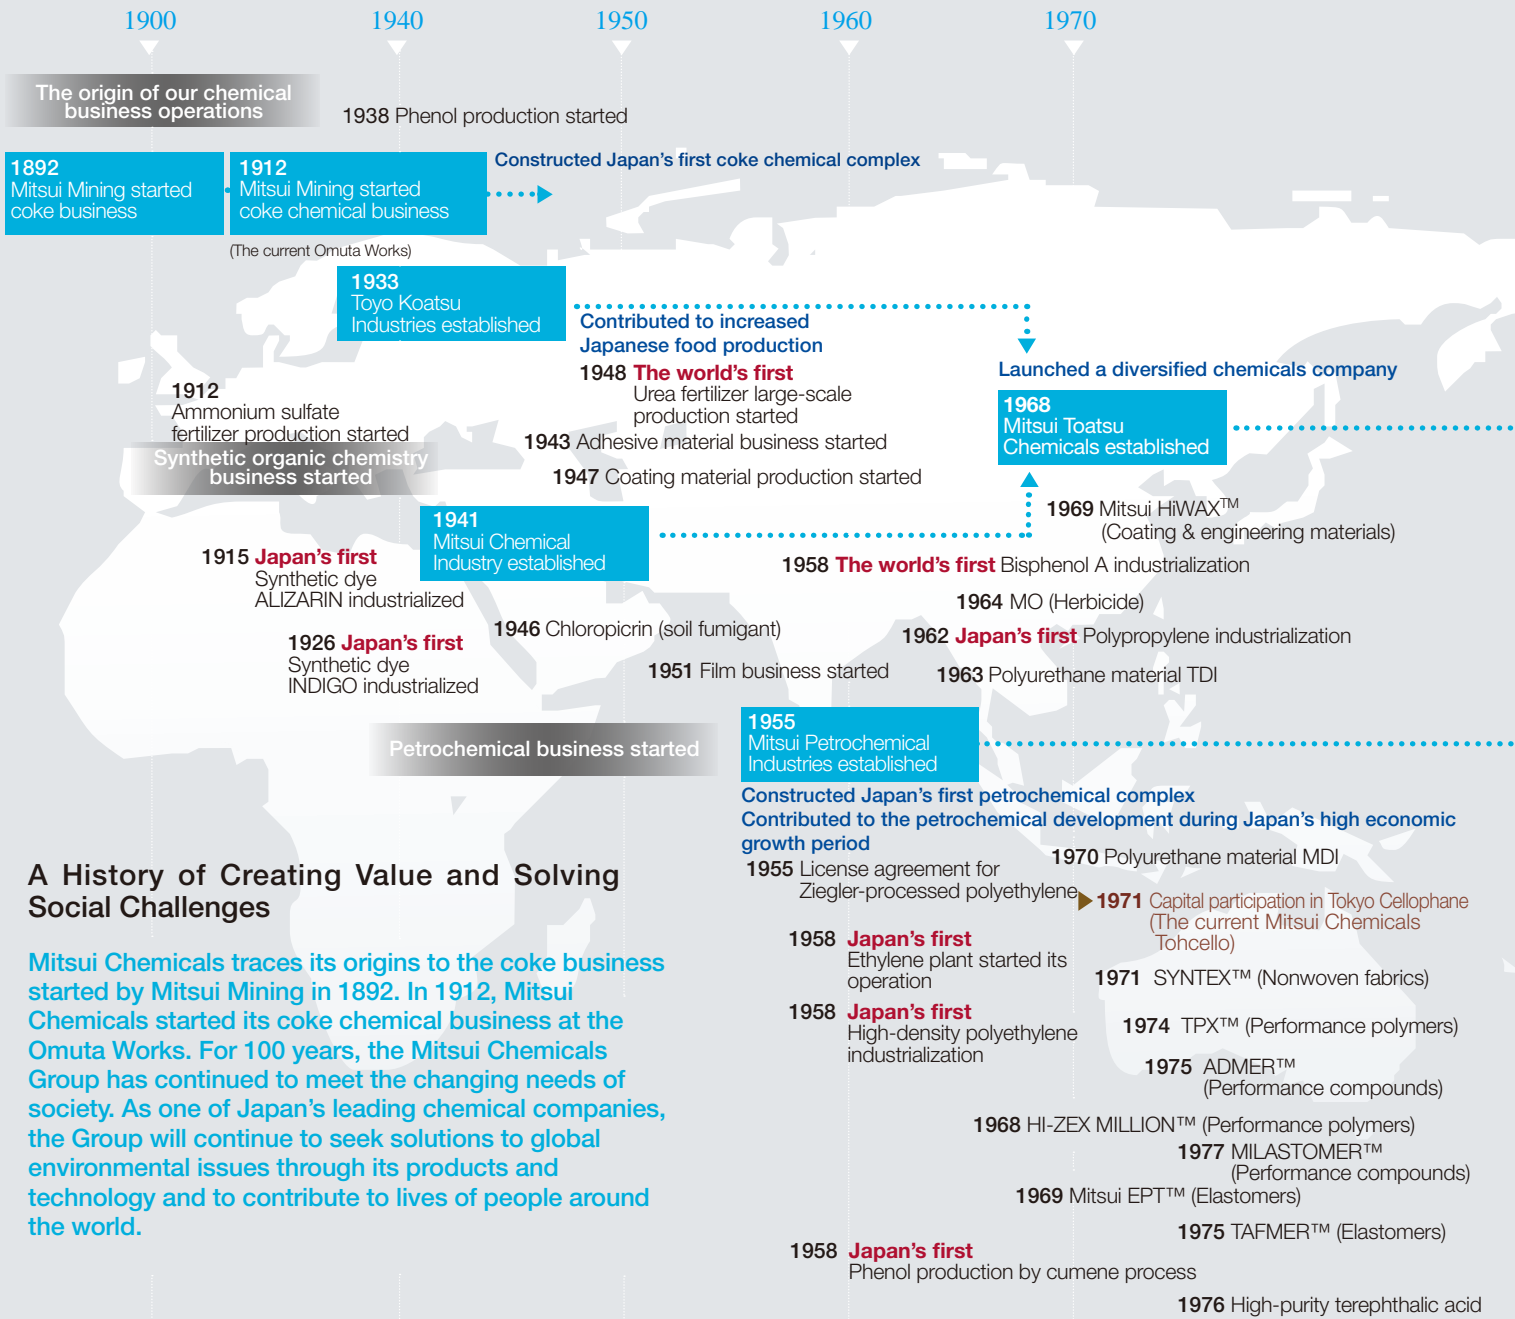 1900 1940 1950 1960 1970
The origin of our chemical
business operations
1938 Phenol production started
1892
Mitsui Mining started
coke business
1912
Mitsui Mining started
coke chemical business
Constructed Japan’s first coke chemical complex
(The current Omuta Works)
1933
Toyo Koatsu
Industries established
Contributed to increased
Japanese food production
1948 The world’s first
Urea fertilizer large-scale
production started
Launched a diversified chemicals company
1968
Mitsui Toatsu
Chemicals established
1912
Ammonium sulfate
fertilizer production started
1943 Adhesive material business started
Synthetic organic chemistry
business started
1947 Coating material production started
1941
Mitsui Chemical
Industry established
1969 Mitsui HiWAX™
(Coating & engineering materials)
1915 Japan’s first
Synthetic dye
ALIZARIN industrialized
1958 The world’s first Bisphenol A industrialization
1964 MO (Herbicide)
1946 Chloropicrin (soil fumigant)
1962 Japan’s first Polypropylene industrialization
1926 Japan’s first
Synthetic dye
INDIGO industrialized
1951 Film business started
1963 Polyurethane material TDI
Petrochemical business started
1955
Mitsui Petrochemical
Industries established
Constructed Japan’s first petrochemical complex
Contributed to the petrochemical development during Japan’s high economic
growth period
1955 License agreement for
Ziegler-processed polyethylene
1970 Polyurethane material MDI
1971 Capital participation in Tokyo Cellophane
(The current Mitsui Chemicals
Tohcello)
1958 Japan’s first
Ethylene plant started its
operation
1971 SYNTEX™ (Nonwoven fabrics)
1958 Japan’s first
High-density polyethylene
industrialization
1974 TPX™ (Performance polymers)
1975 ADMER™
(Performance compounds)
1968 HI-ZEX MILLION™ (Performance polymers)
1977 MILASTOMER™
(Performance compounds)
1969 Mitsui EPT™ (Elastomers)
1975 TAFMER™ (Elastomers)
1958 Japan’s first
Phenol production by cumene process
1976 High-purity terephthalic acid
A History of Creating Value and Solving
Social Challenges
Mitsui Chemicals traces its origins to the coke business
started by Mitsui Mining in 1892. In 1912, Mitsui
Chemicals started its coke chemical business at the
Omuta Works. For 100 years, the Mitsui Chemicals
Group has continued to meet the changing needs of
society. As one of Japan’s leading chemical companies,
the Group will continue to seek solutions to global
environmental issues through its products and
technology and to contribute to lives of people around
the world.